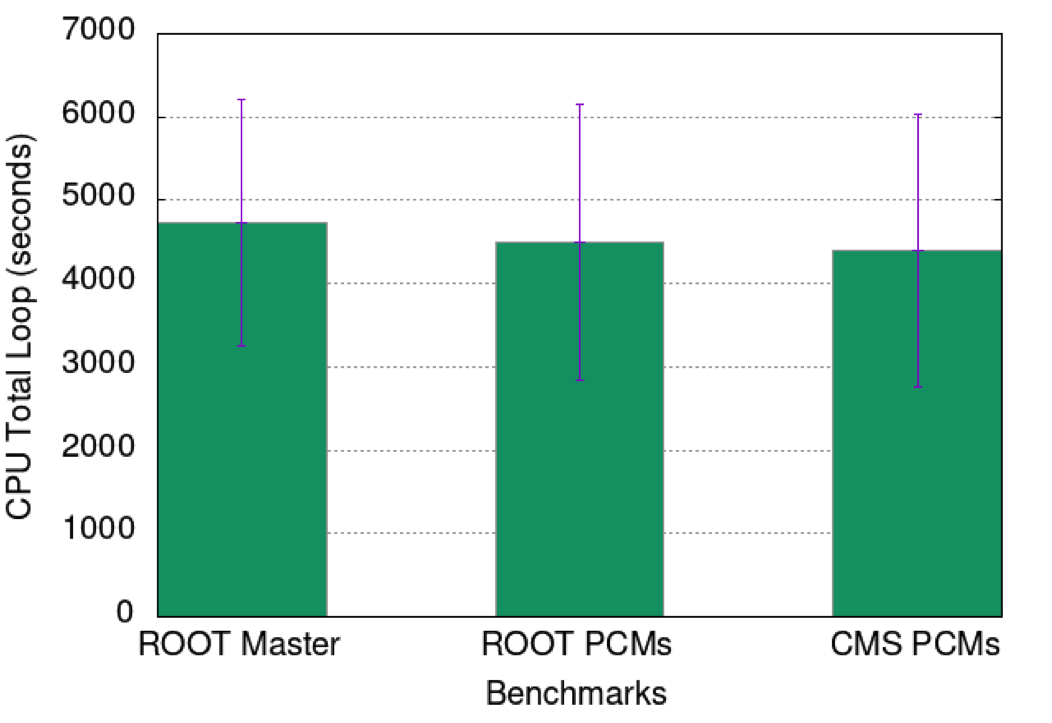 7000
6000
5000
4000
3000
2000
1000
0
CPU Total Loop (seconds)
ROOT Master
ROOT PCMs
CMS PCMs
Benchmarks